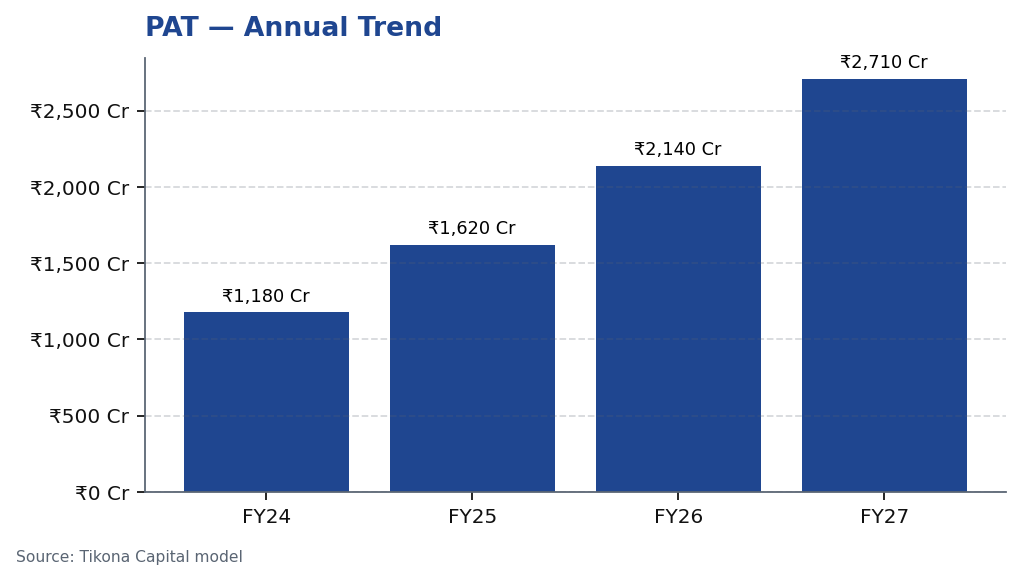 PAT — Annual Trend
₹2,710 Cr
₹2,500 Cr
₹2,140 Cr
₹2,000 Cr
₹1,620 Cr
₹1,500 Cr
₹1,180 Cr
₹1,000 Cr
₹500 Cr
₹0 Cr
FY24 FY25 FY26 FY27
Source: Tikona Capital model